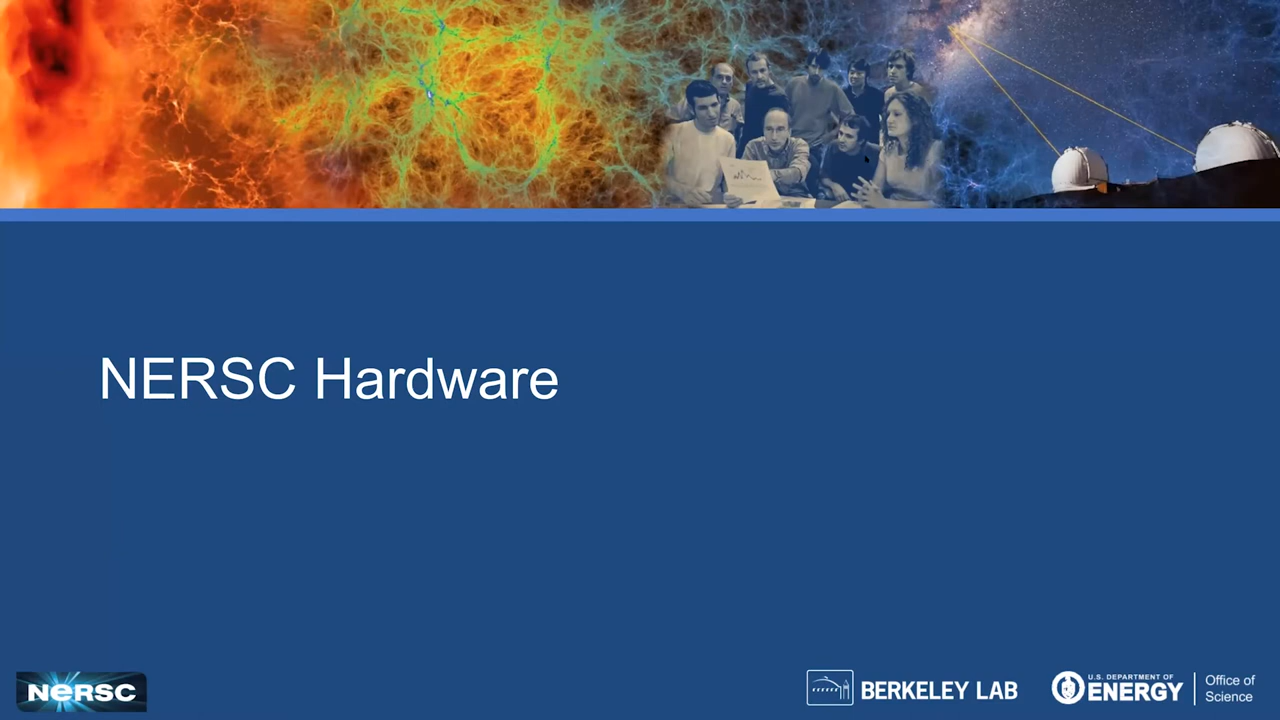 NERSC Hardware
NERSC
BERKELEY LAB
U.S. DEPARTMENT OF
ENERGY
Office of
Science